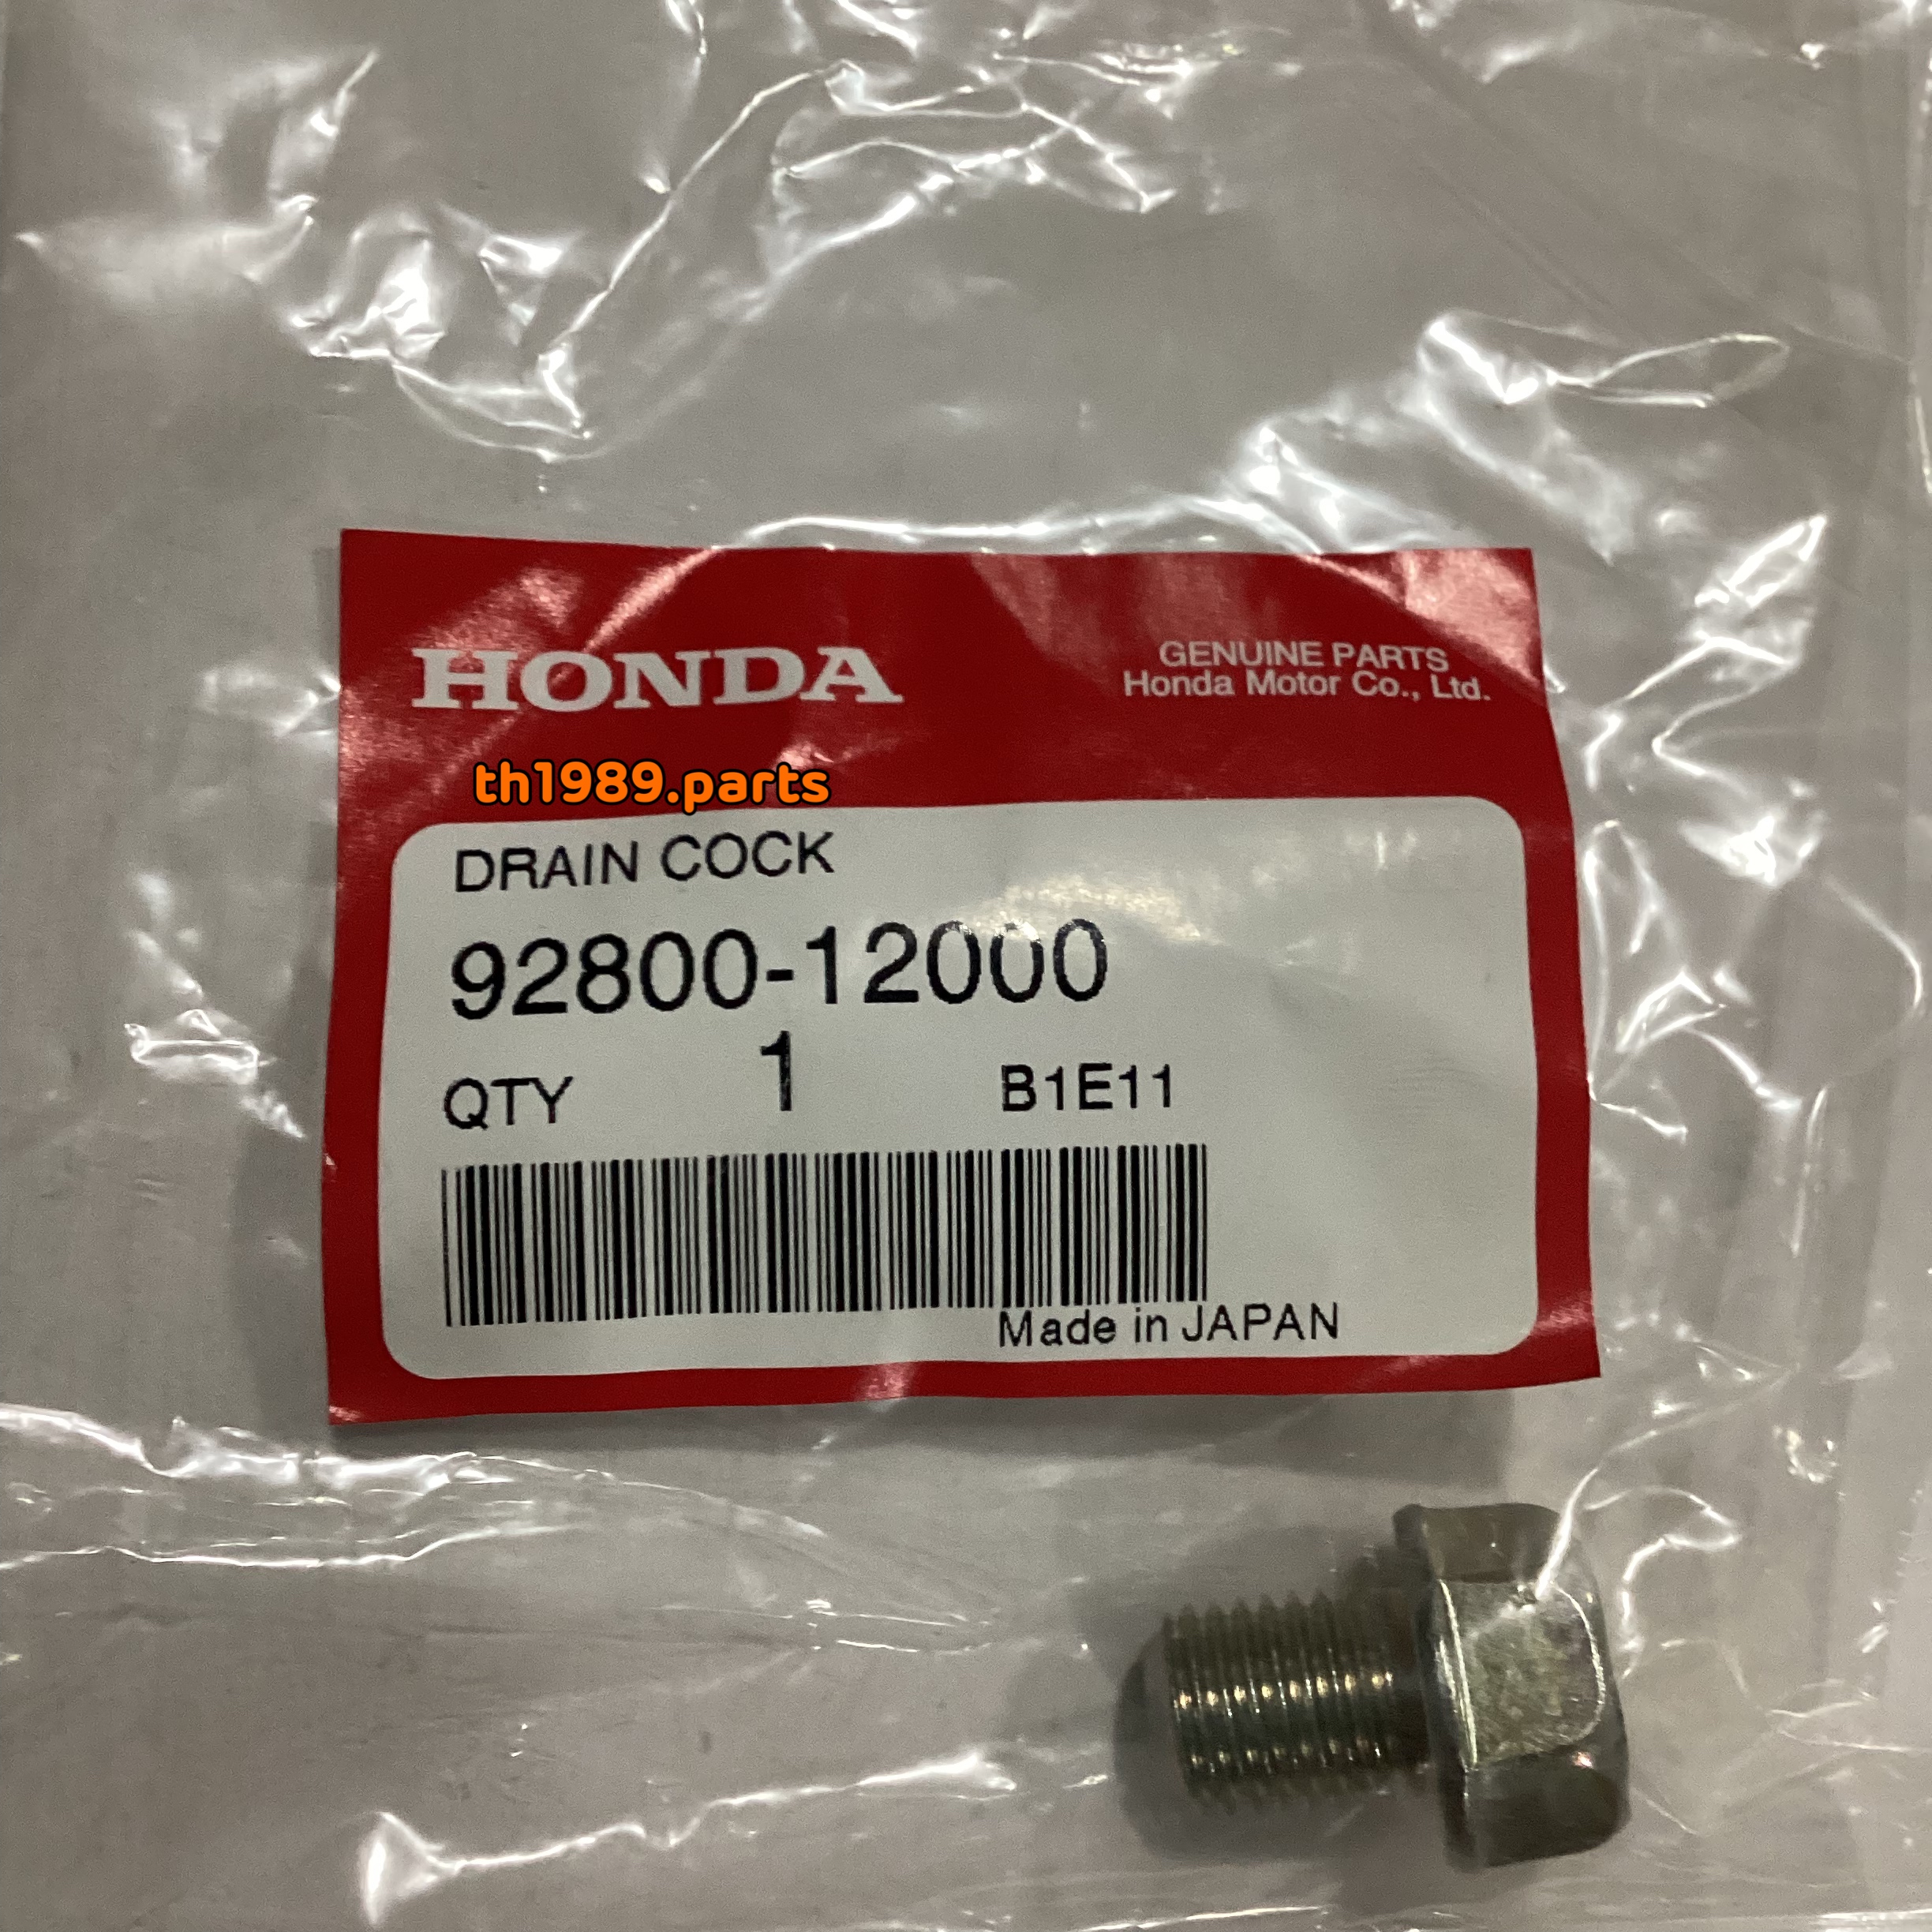 HONDA
GENUINE PARTS
Honda Motor Co., Ltd.
th1989.parts
DRAIN COCK
92800-12000
QTY 1 B1E11
Made in JAPAN